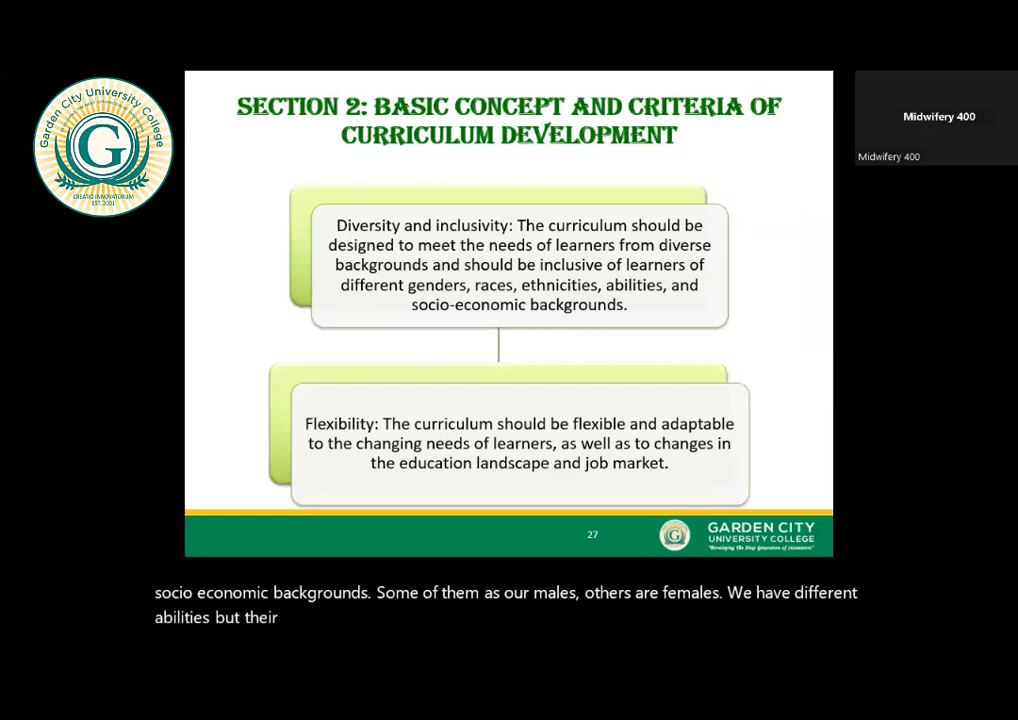 Garden City University College
G
CREATIO INNOVATORUM
EST. 2001
SECTION 2: BASIC CONCEPT AND CRITERIA OF
CURRICULUM DEVELOPMENT
Midwifery 400
Midwifery 400
Diversity and inclusivity: The curriculum should be
designed to meet the needs of learners from diverse
backgrounds and should be inclusive of learners of
different genders, races, ethnicities, abilities, and
socio-economic backgrounds.
Flexibility: The curriculum should be flexible and adaptable
to the changing needs of learners, as well as to changes in
the education landscape and job market.
27
G
GARDEN CITY
UNIVERSITY COLLEGE
"Developing the Next Generation of Innovators"
socio economic backgrounds. Some of them as our males, others are females. We have different
abilities but their